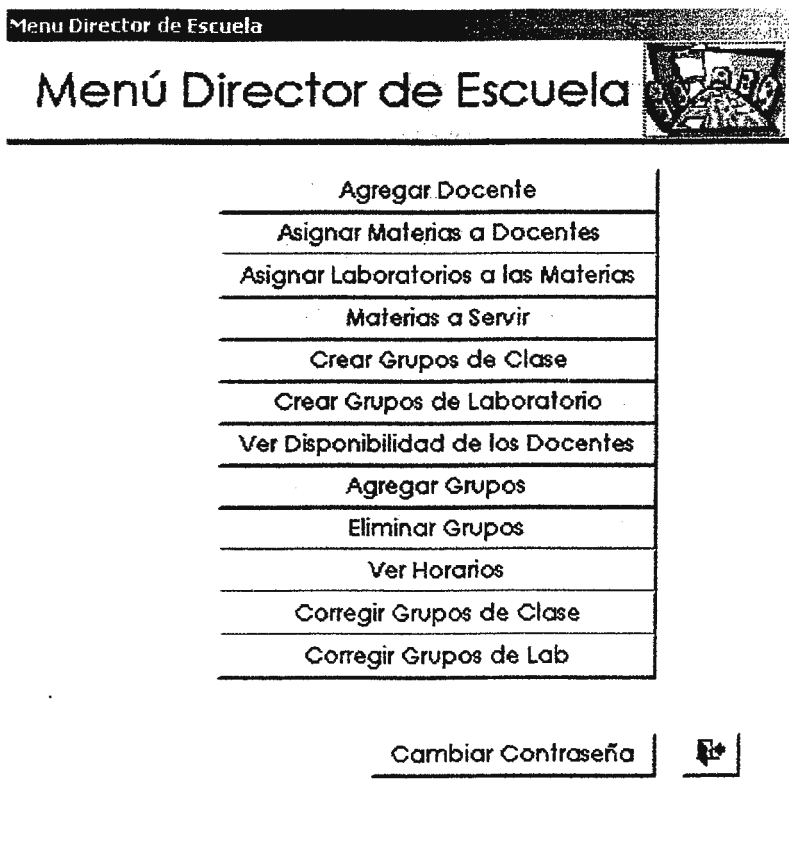 Menu Director de Escuela
Menú Director de Escuela
Agregar Docente
Asignar Materias a Docentes
Asignar Laboratorios a las Materias
Materias a Servir
Crear Grupos de Clase
Crear Grupos de Laboratorio
Ver Disponibilidad de los Docentes
Agregar Grupos
Eliminar Grupos
Ver Horarios
Corregir Grupos de Clase
Corregir Grupos de Lab
Cambiar Contraseña